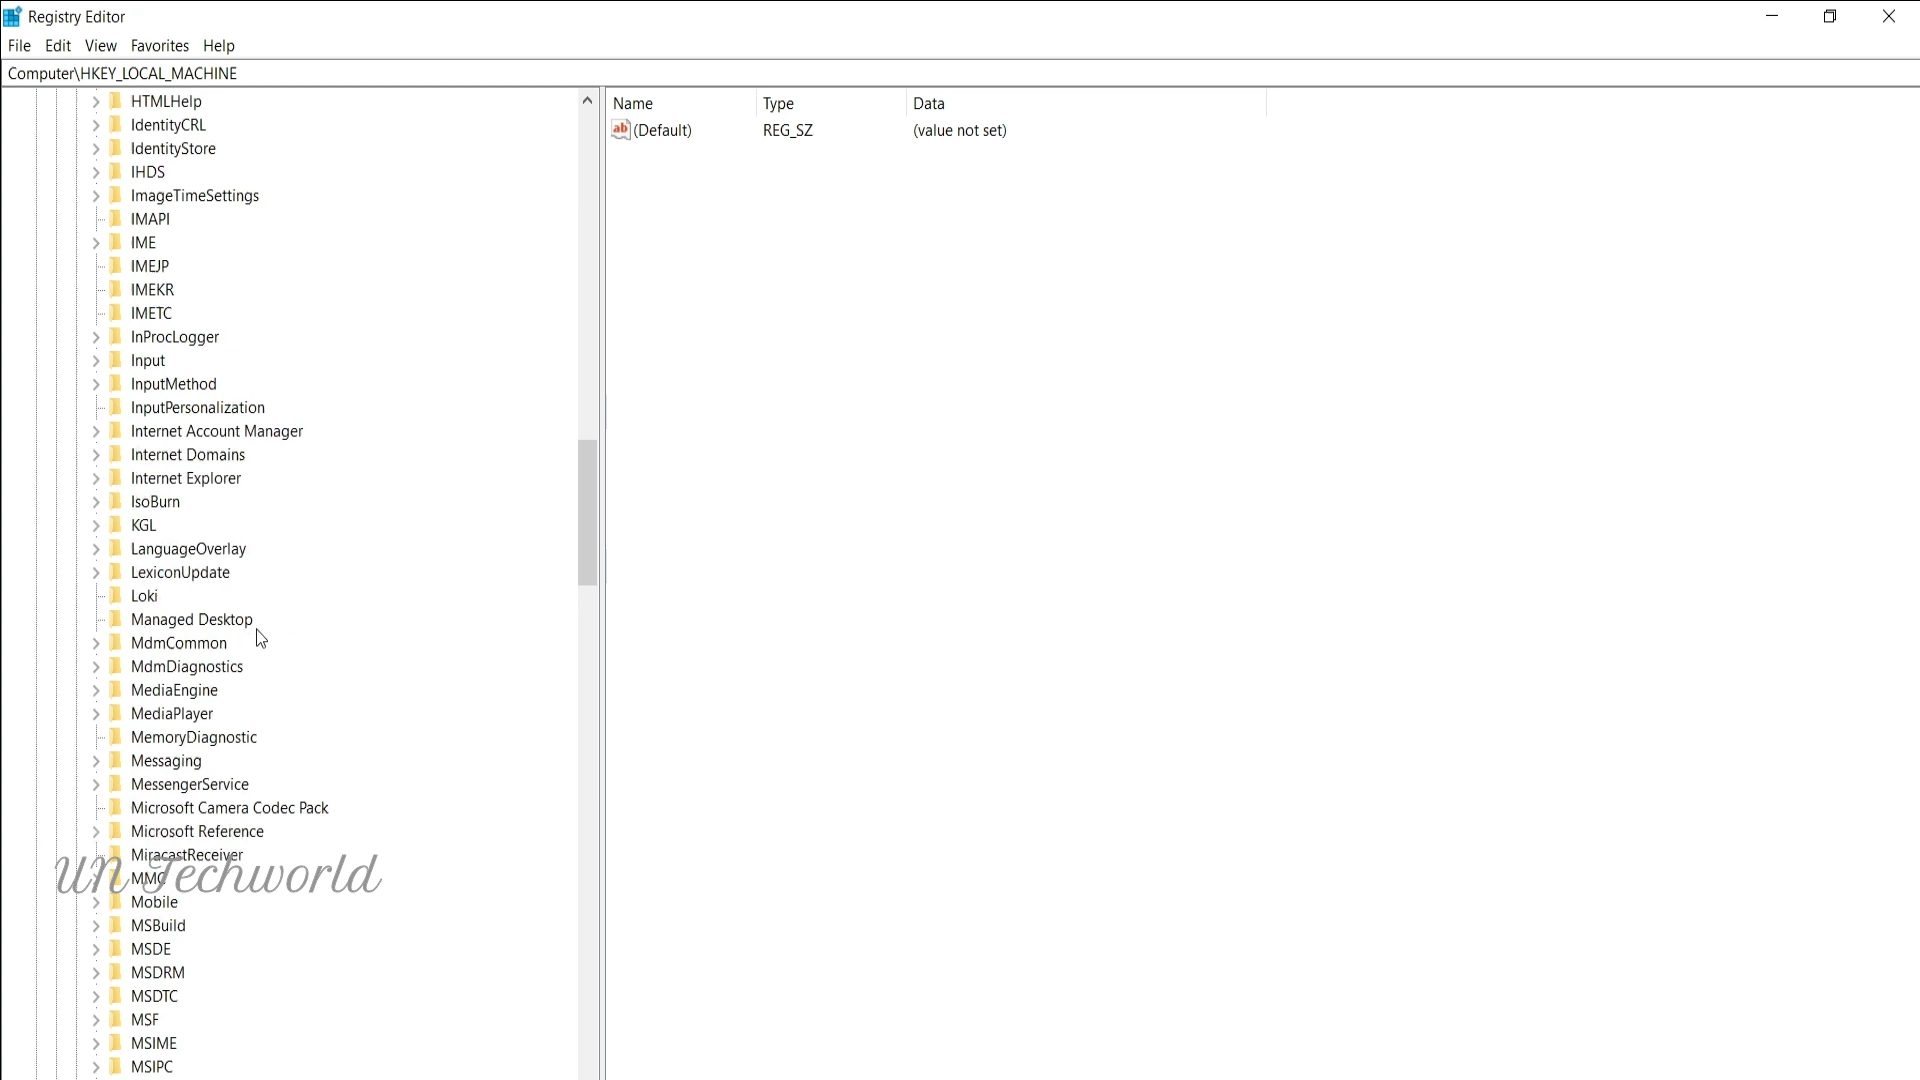 Registry Editor
File Edit View Favorites Help
Computer\HKEY_LOCAL_MACHINE
HTMLHelp
IdentityCRL
IdentityStore
IHDS
ImageTimeSettings
IMAPI
IME
IMEJP
IMEKR
IMETC
InProcLogger
Input
InputMethod
InputPersonalization
Internet Account Manager
Internet Domains
Internet Explorer
IsoBurn
KGL
LanguageOverlay
LexiconUpdate
Loki
Managed Desktop
MdmCommon
MdmDiagnostics
MediaEngine
MediaPlayer
MemoryDiagnostic
Messaging
MessengerService
Microsoft Camera Codec Pack
Microsoft Reference
MiracastReceiver
MMC
UN Techworld
Mobile
MSBuild
MSDE
MSDRM
MSDTC
MSF
MSIME
MSIPC
Name Type Data
ab (Default) REG_SZ (value not set)